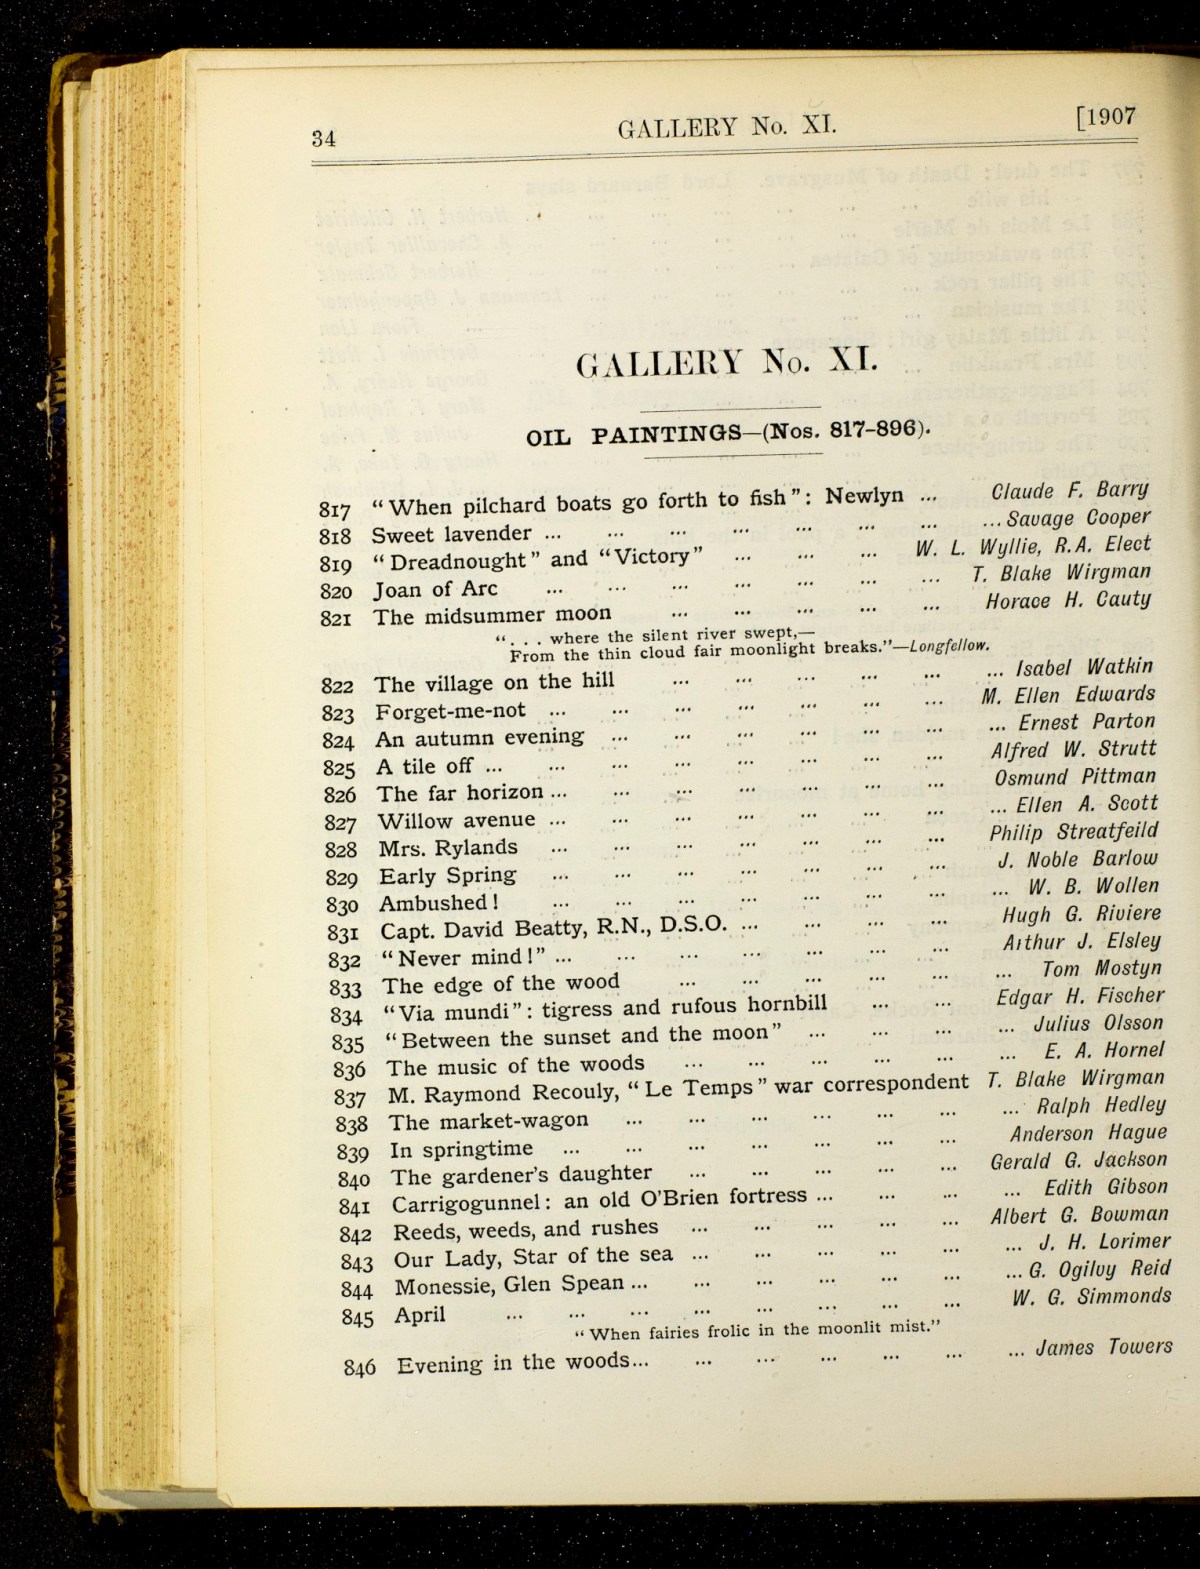 34 GALLERY No. XI. [1907
GALLERY No. XI.
OIL PAINTINGS—(Nos. 817-896).
817 “When pilchard boats go forth to fish”: Newlyn ... Claude F. Barry
818 Sweet lavender ... ... ... ... ... ... ... ...Savage Cooper
819 “Dreadnought” and “Victory” ... ... ... W. L. Wyllie, R.A. Elect
820 Joan of Arc ... ... ... ... ... ... ... T. Blake Wirgman
821 The midsummer moon ... ... ... ... ... Horace H. Cauty
“. . . where the silent river swept,—
From the thin cloud fair moonlight breaks.”—Longfellow.
822 The village on the hill ... ... ... ... ... ... Isabel Watkin
823 Forget-me-not ... ... ... ... ... ... ... M. Ellen Edwards
824 An autumn evening ... ... ... ... ... ... ... Ernest Parton
825 A tile off ... ... ... ... ... ... ... ... Alfred W. Strutt
826 The far horizon ... ... ... ... ... ... ... Osmund Pittman
827 Willow avenue ... ... ... ... ... ... ... ... Ellen A. Scott
828 Mrs. Rylands ... ... ... ... ... ... ... Philip Streatfeild
829 Early Spring ... ... ... ... ... ... ... J. Noble Barlow
830 Ambushed! ... ... ... ... ... ... ... ... W. B. Wollen
831 Capt. David Beatty, R.N., D.S.O. ... ... ... ... Hugh G. Riviere
832 “Never mind!” ... ... ... ... ... ... ... Arthur J. Elsley
833 The edge of the wood ... ... ... ... ... ... Tom Mostyn
834 “Via mundi”: tigress and rufous hornbill ... ... Edgar H. Fischer
835 “Between the sunset and the moon” ... ... ... ... Julius Olsson
836 The music of the woods ... ... ... ... ... ... E. A. Hornel
837 M. Raymond Recouly, “Le Temps” war correspondent T. Blake Wirgman
838 The market-wagon ... ... ... ... ... ... ... Ralph Hedley
839 In springtime ... ... ... ... ... ... ... Anderson Hague
840 The gardener’s daughter ... ... ... ... ... Gerald G. Jackson
841 Carrigogunnel: an old O’Brien fortress ... ... ... ... Edith Gibson
842 Reeds, weeds, and rushes ... ... ... ... ... Albert G. Bowman
843 Our Lady, Star of the sea ... ... ... ... ... ... J. H. Lorimer
844 Monessie, Glen Spean ... ... ... ... ... ... ...G. Ogilvy Reid
845 April ... ... ... ... ... ... ... ... W. G. Simmonds
“When fairies frolic in the moonlit mist.”
846 Evening in the woods... ... ... ... ... ... ... James Towers